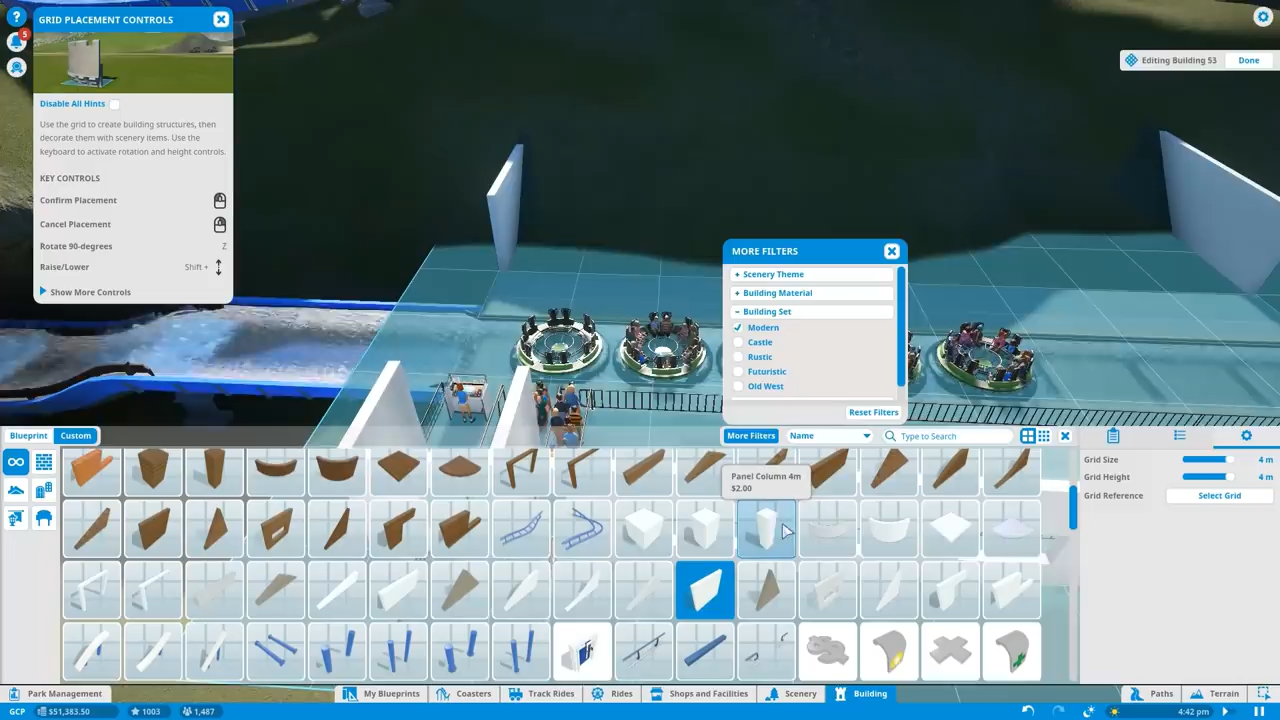 ?
GRID PLACEMENT CONTROLS
5
Disable All Hints
Use the grid to create building structures, then
decorate them with scenery items. Use the
keyboard to activate rotation and height controls.
KEY CONTROLS
Confirm Placement
Cancel Placement
Rotate 90-degrees Z
Raise/Lower Shift +
Show More Controls
Editing Building 53 Done
MORE FILTERS
+ Scenery Theme
+ Building Material
− Building Set
Modern
Castle
Rustic
Futuristic
Old West
Reset Filters
Blueprint Custom More Filters Name Type to Search
Panel Column 4m
$2.00
Grid Size 4 m
Grid Height 4 m
Grid Reference Select Grid
Park Management My Blueprints Coasters Track Rides Rides Shops and Facilities Scenery Building Paths Terrain
GCP $51,383.50 1003 1,487 4:42 pm